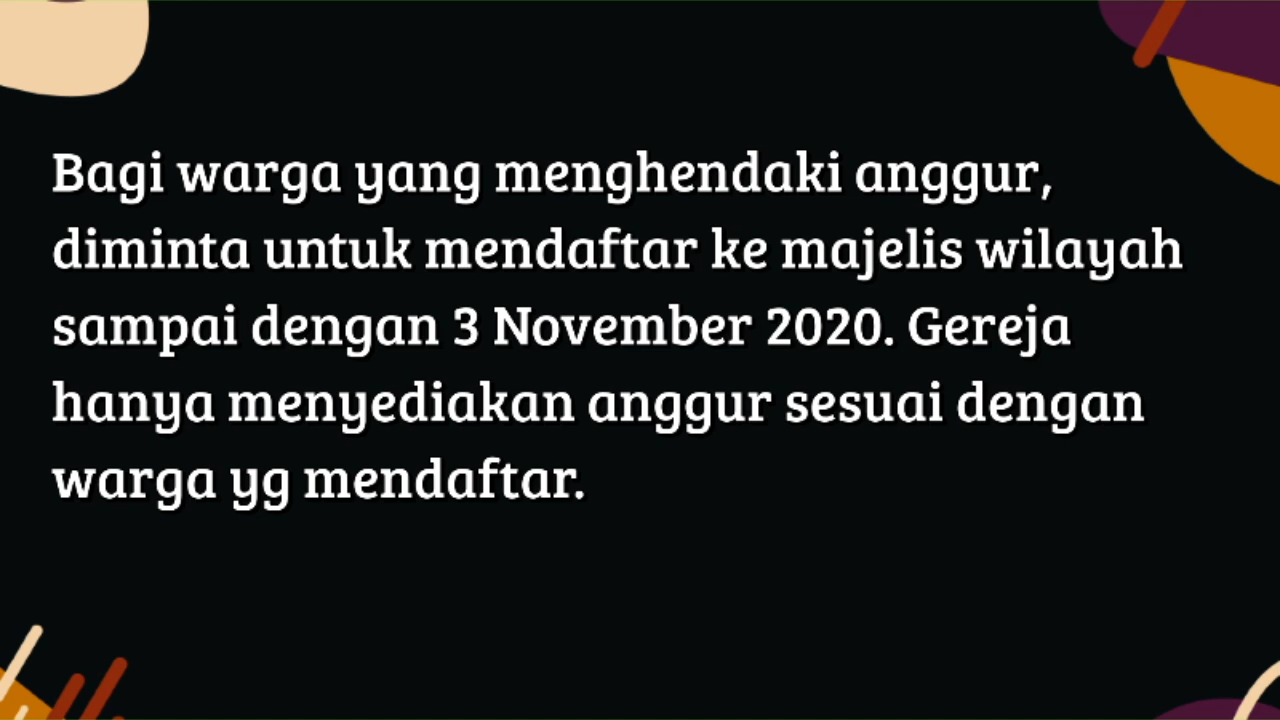 Bagi warga yang menghendaki anggur,
diminta untuk mendaftar ke majelis wilayah
sampai dengan 3 November 2020. Gereja
hanya menyediakan anggur sesuai dengan
warga yg mendaftar.